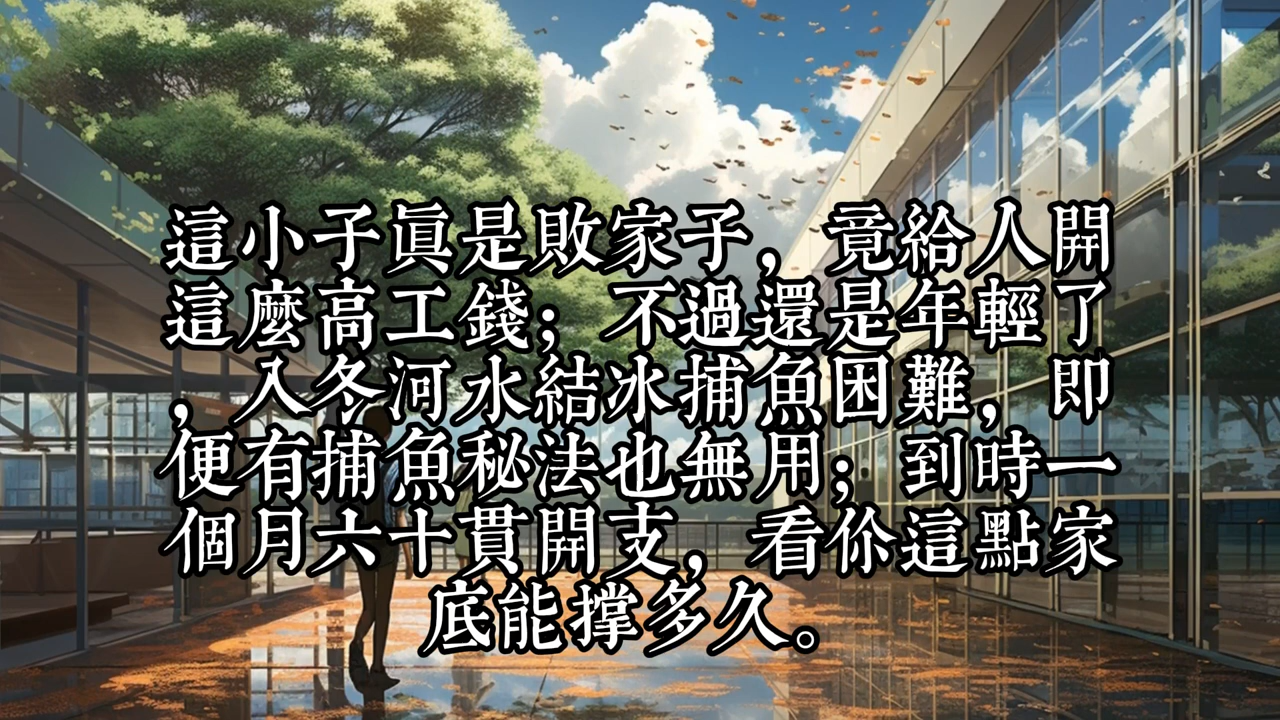 這小子眞是敗家子，竟給人開
這麼高工錢；不過還是年輕了
，入冬河水結冰捕魚困難，即
便有捕魚秘法也無用；到時一
個月六十貫開支，看你這點家
底能撐多久。